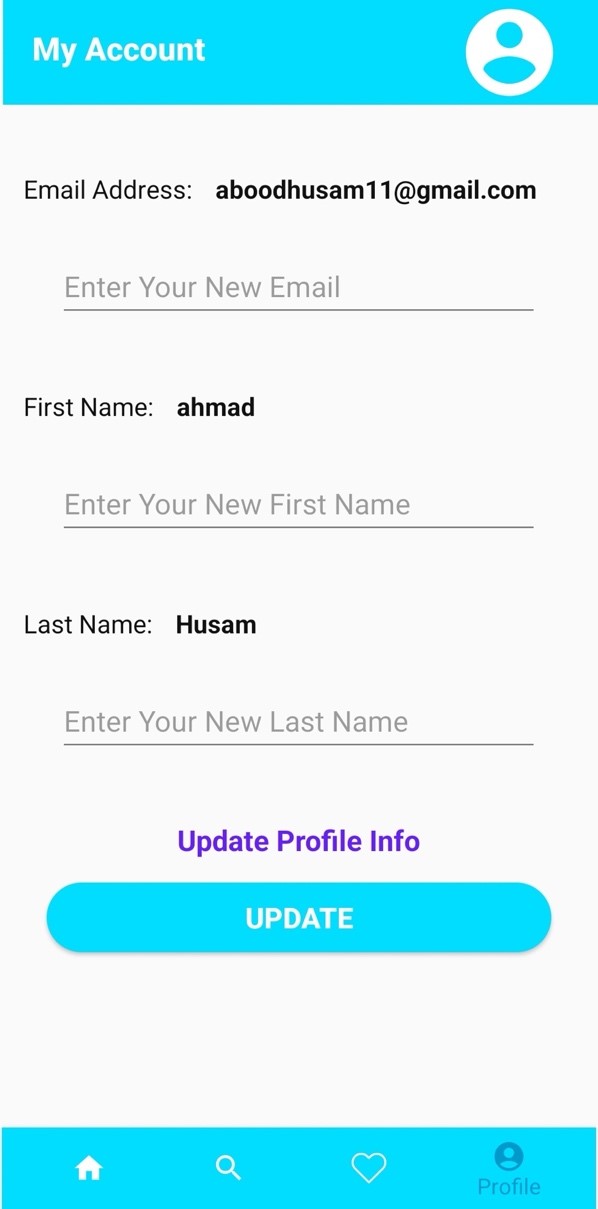 My Account
Email Address: aboodhusam11@gmail.com
Enter Your New Email
First Name: ahmad
Enter Your New First Name
Last Name: Husam
Enter Your New Last Name
Update Profile Info
UPDATE
Profile